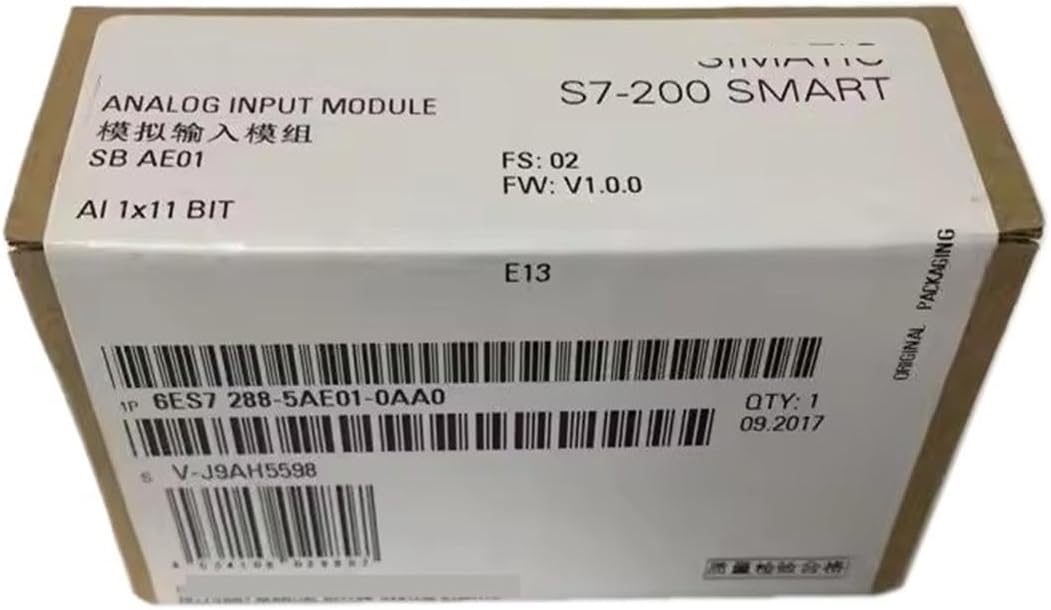 SIMATIC
S7-200 SMART
ANALOG INPUT MODULE
模拟输入模组
SB AE01
FS: 02
FW: V1.0.0
AI 1x11 BIT
E13
ORIGINAL PACKAGING
1P 6ES7 288-5AE01-0AA0
QTY: 1
09.2017
S V-J9AH5598
质量检验合格